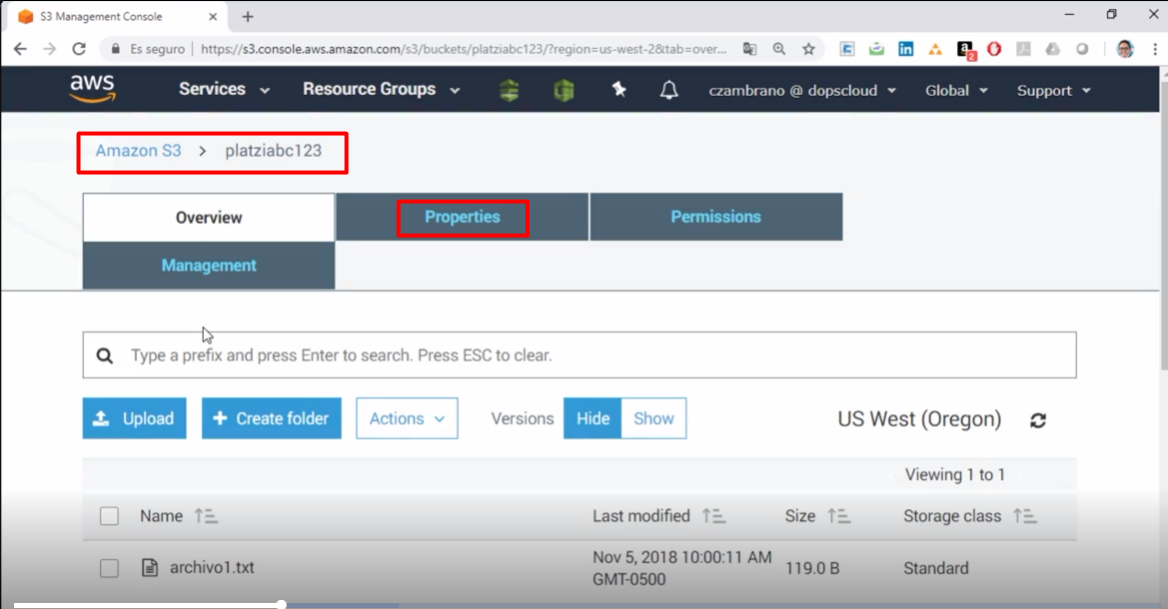 S3 Management Console
Es seguro | https://s3.console.aws.amazon.com/s3/buckets/platziabc123/?region=us-west-2&tab=over...
aws Services Resource Groups czambrano @ dopscloud Global Support
Amazon S3 > platziabc123
Overview Properties Permissions
Management
Type a prefix and press Enter to search. Press ESC to clear.
Upload + Create folder Actions Versions Hide Show US West (Oregon)
Viewing 1 to 1
Name Last modified Size Storage class
archivo1.txt Nov 5, 2018 10:00:11 AM GMT-0500 119.0 B Standard